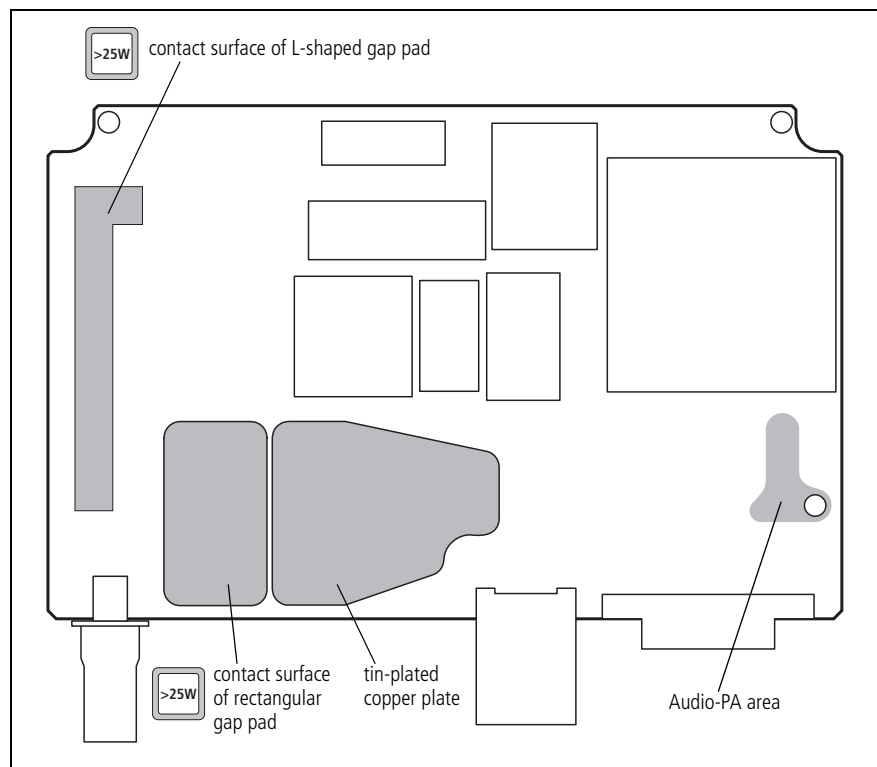 >25W
contact surface of L-shaped gap pad
>25W
contact surface
of rectangular
gap pad
tin-plated
copper plate
Audio-PA area